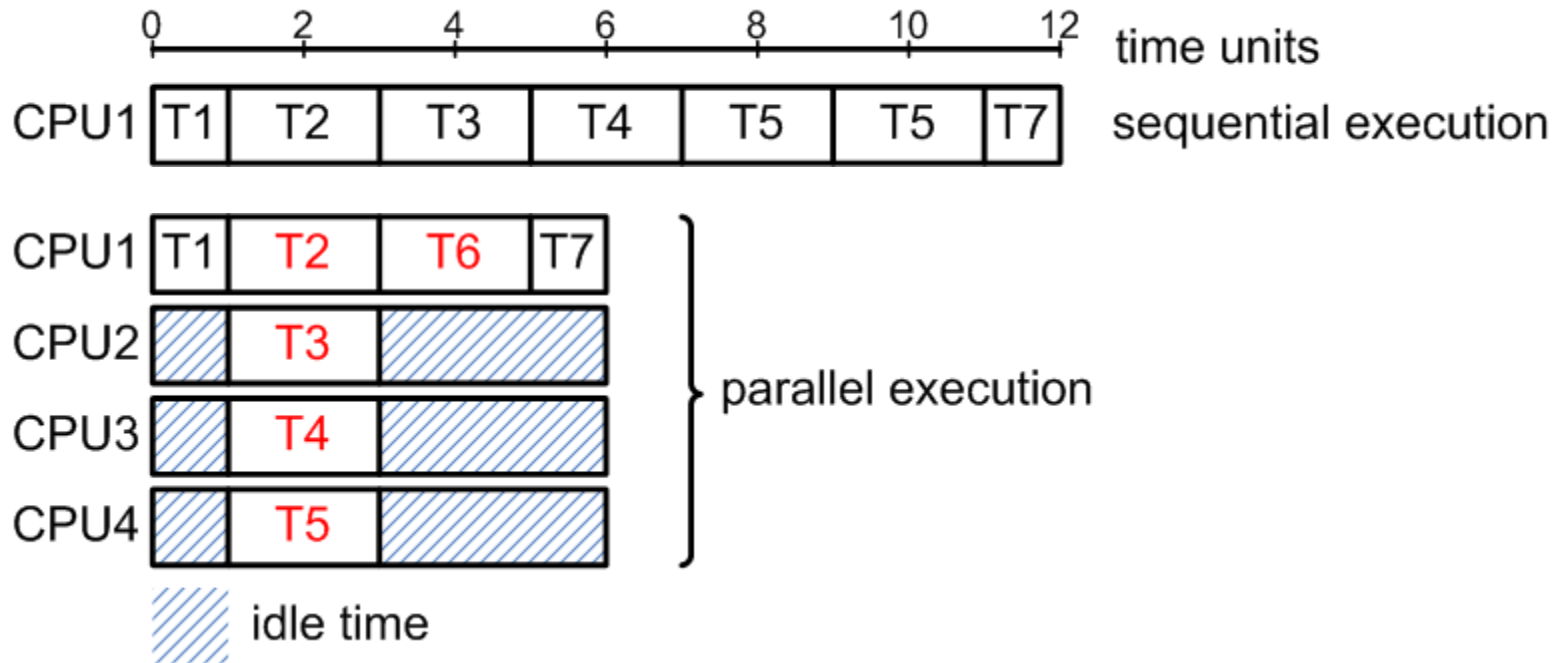 0 2 4 6 8 10 12 time units
CPU1 T1 T2 T3 T4 T5 T5 T7 sequential execution
CPU1 T1 T2 T6 T7
CPU2 T3
parallel execution
CPU3 T4
CPU4 T5
idle time